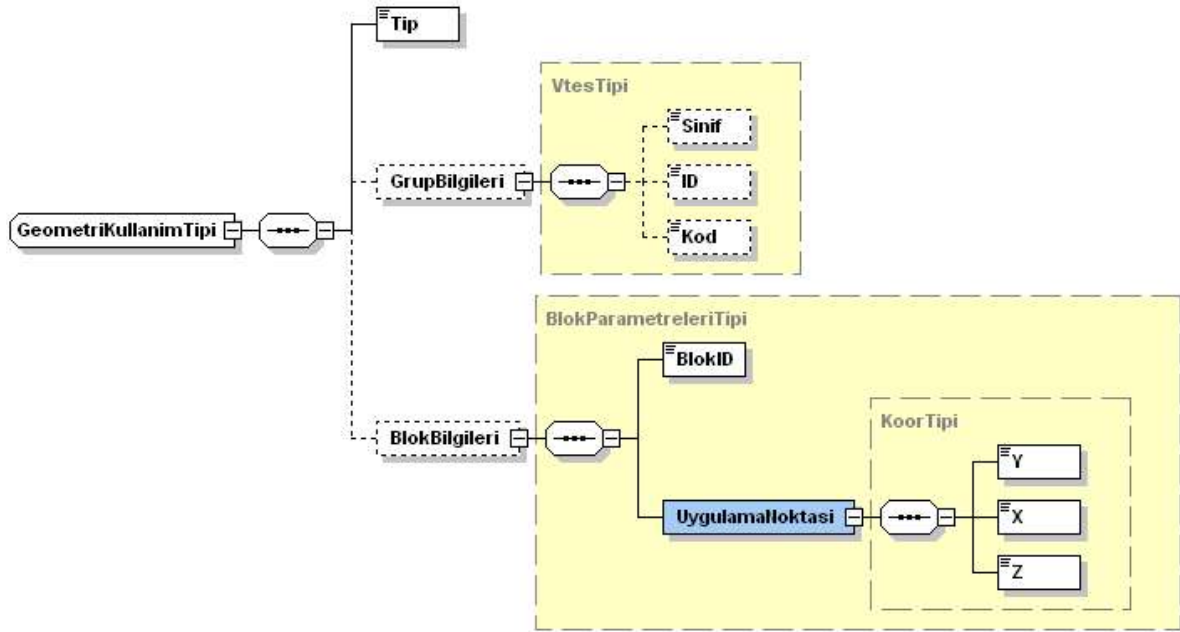 Tip
VtesTipi
Sinif
GrupBilgileri
ID
Kod
GeometriKullanimTipi
BlokParametreleriTipi
BlokID
KoorTipi
BlokBilgileri
Y
UygulamaNoktasi
X
Z